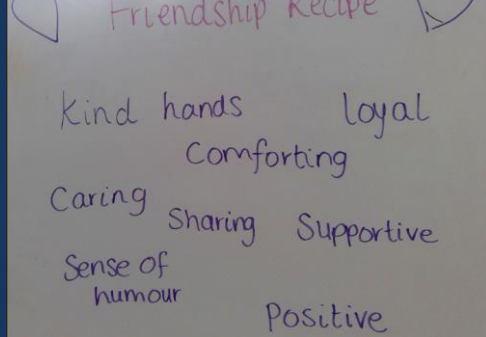 Friendship Recipe
Kind hands
loyal
Comforting
Caring
Sharing
Supportive
Sense of
humour
Positive